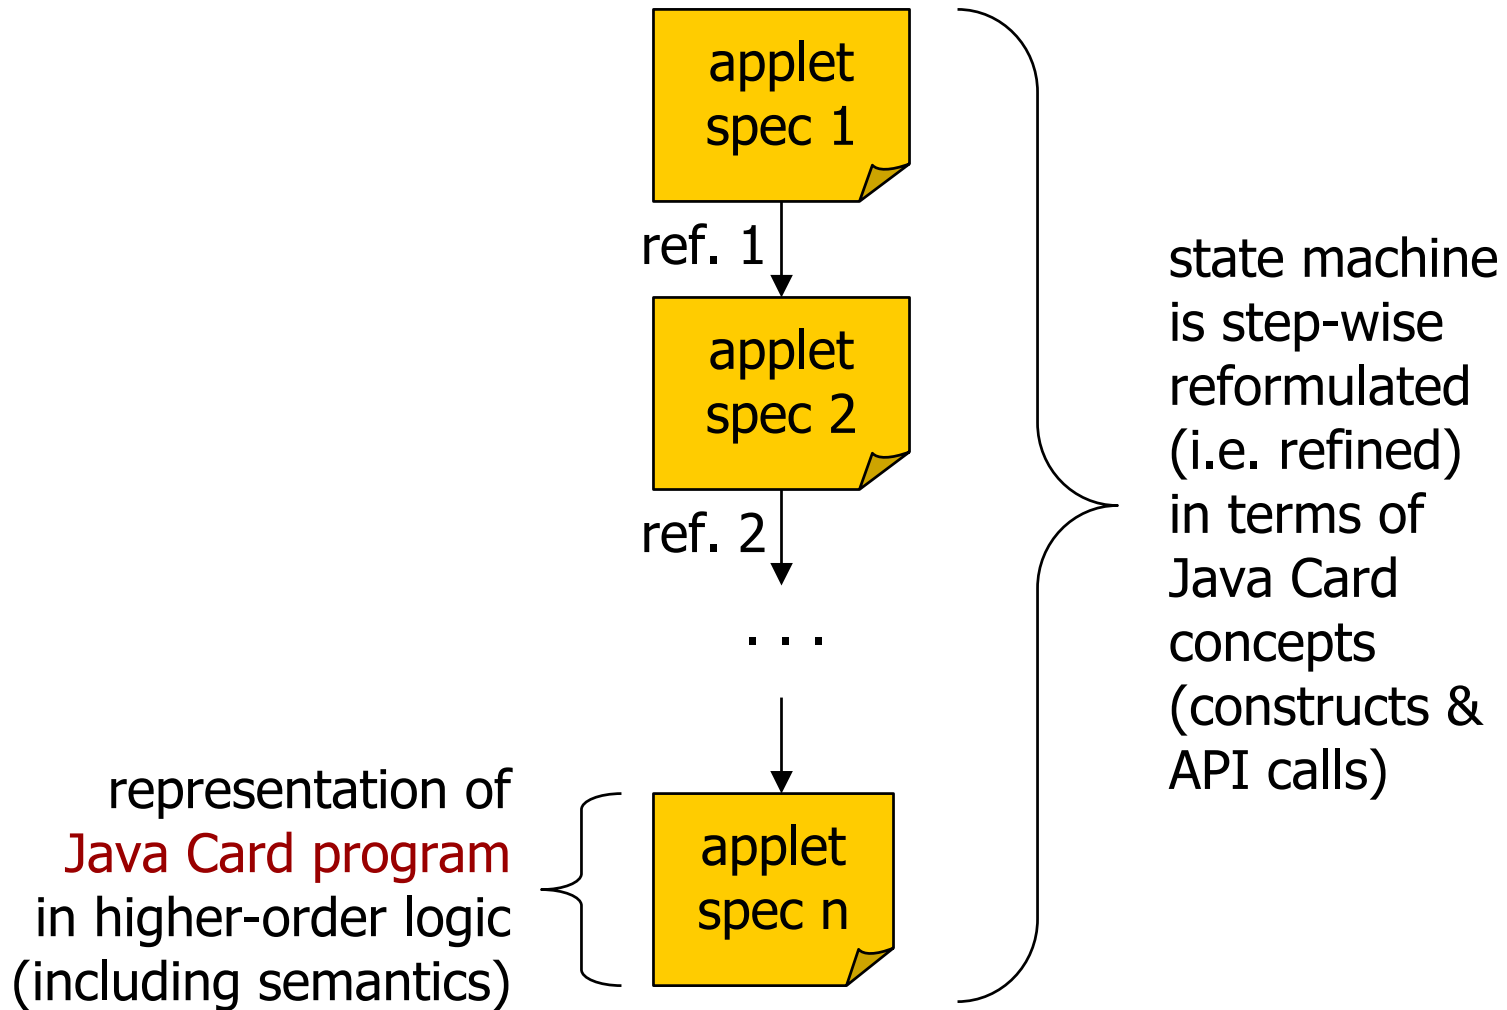 applet
spec 1
ref. 1
applet
spec 2
ref. 2
. . .
applet
spec n
representation of
Java Card program
in higher-order logic
(including semantics)
state machine
is step-wise
reformulated
(i.e. refined)
in terms of
Java Card
concepts
(constructs &
API calls)